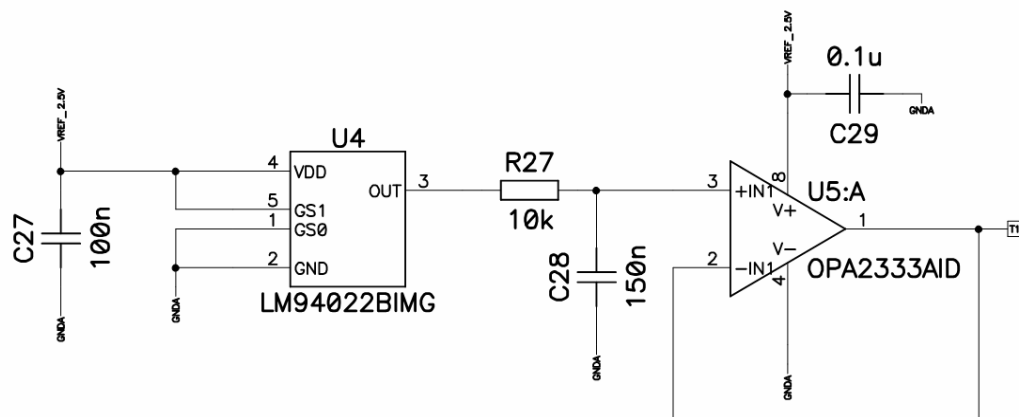 VREF_2.5V
0.1u
GNDA
C29
VREF_2.5V
U4
4
VDD
OUT
3
5
GS1
1
GS0
2
GND
LM94022BIMG
C27
100n
GNDA
GNDA
R27
10k
C28
150n
GNDA
3
+IN1
8
V+
U5:A
1
T1
2
-IN1
V-
4
OPA2333AID
GNDA